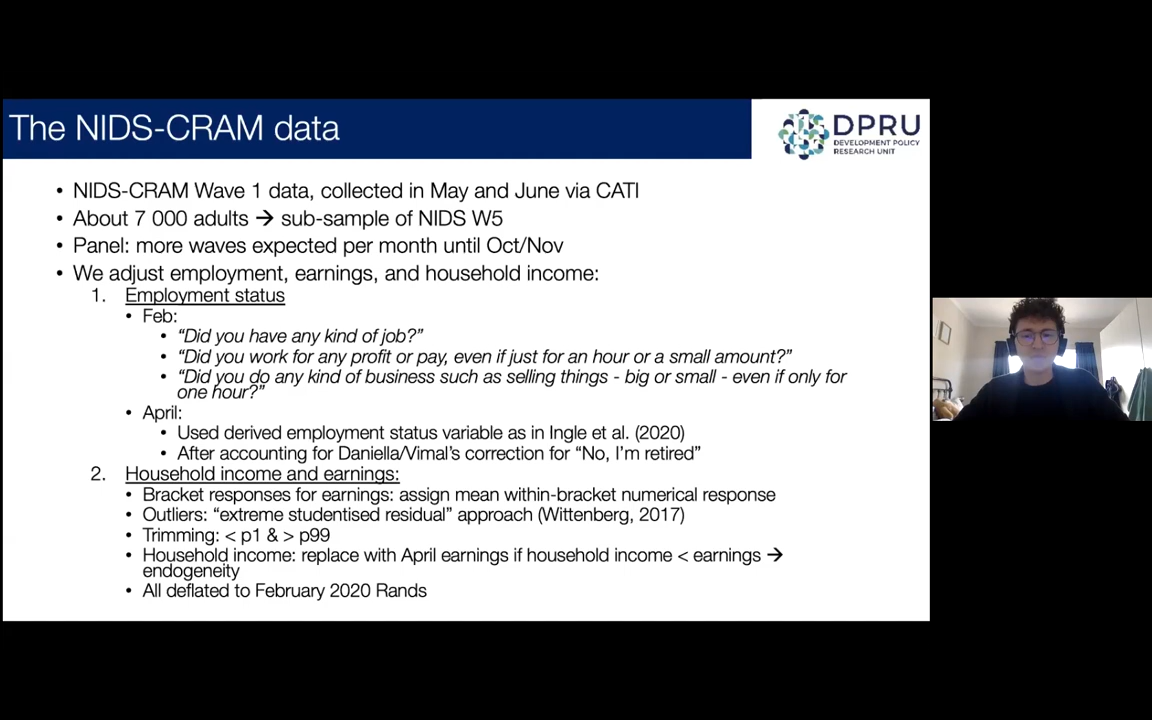 The NIDS-CRAM data
DPRU
DEVELOPMENT POLICY
RESEARCH UNIT
• NIDS-CRAM Wave 1 data, collected in May and June via CATI
• About 7 000 adults → sub-sample of NIDS W5
• Panel: more waves expected per month until Oct/Nov
• We adjust employment, earnings, and household income:
1. Employment status
• Feb:
• “Did you have any kind of job?”
• “Did you work for any profit or pay, even if just for an hour or a small amount?”
• “Did you do any kind of business such as selling things - big or small - even if only for
one hour?”
• April:
• Used derived employment status variable as in Ingle et al. (2020)
• After accounting for Daniella/Vimal’s correction for “No, I’m retired”
2. Household income and earnings:
• Bracket responses for earnings: assign mean within-bracket numerical response
• Outliers: “extreme studentised residual” approach (Wittenberg, 2017)
• Trimming: < p1 & > p99
• Household income: replace with April earnings if household income < earnings →
endogeneity
• All deflated to February 2020 Rands